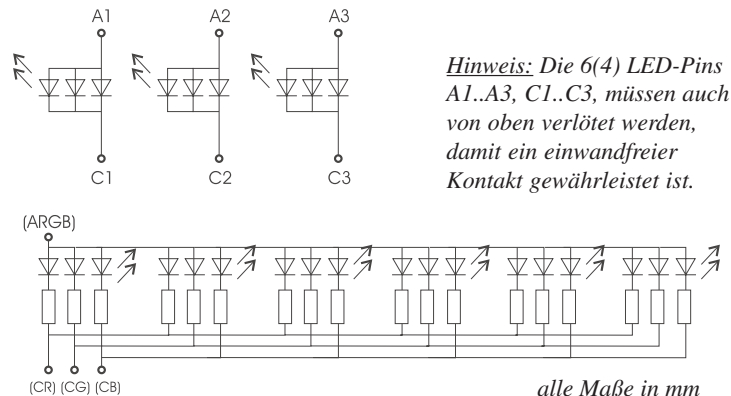 A1 A2 A3
Hinweis: Die 6(4) LED-Pins
A1..A3, C1..C3, müssen auch
von oben verlötet werden,
damit ein einwandfreier
Kontakt gewährleistet ist.
C1 C2 C3
(ARGB)
(CR) (CG) (CB)
alle Maße in mm